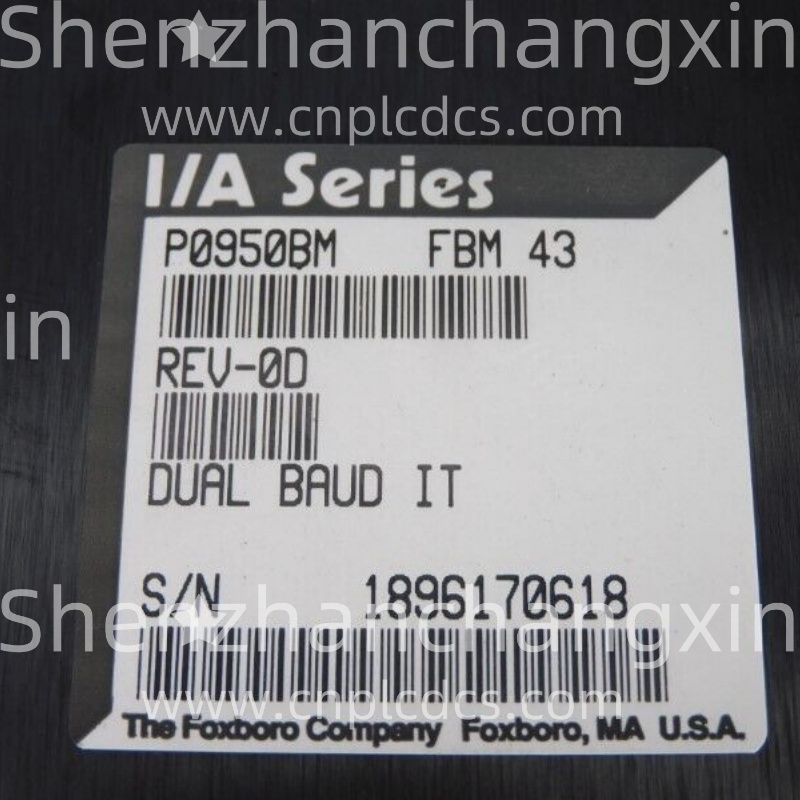 Shenzhanchangxin
www.cnplcdcs.com
I/A Series
P0950BM FBM 43
in
REV-0D
DUAL BAUD IT
S/N 1896170618
Shenzhanchangxin
www.cnplcdcs.com
The Foxboro Company Foxboro, MA U.S.A.